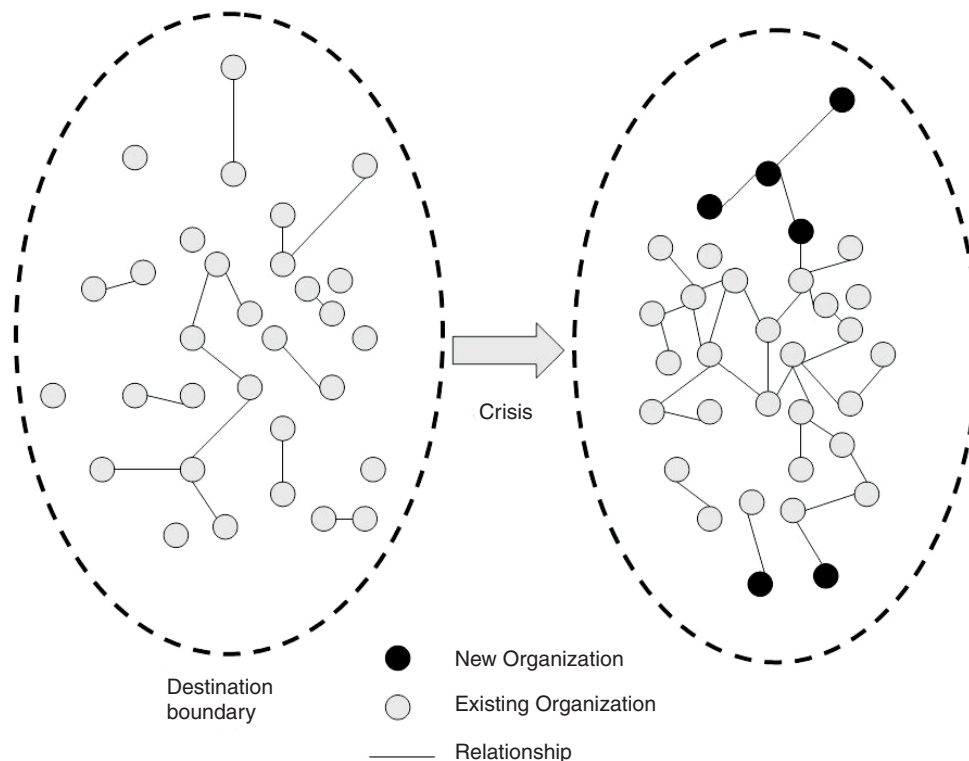 Crisis
Destination
boundary
New Organization
Existing Organization
Relationship